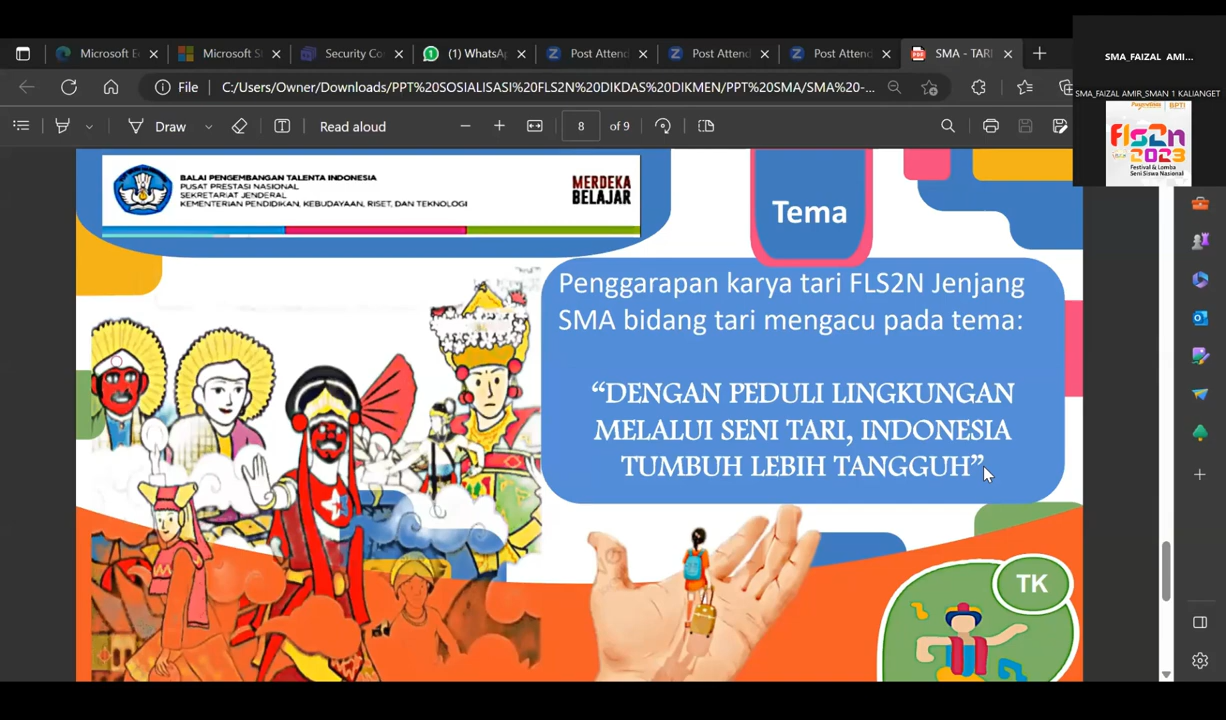 Microsoft E
Microsoft S
Security Co
(1) WhatsAp
Post Attend
Post Attend
Post Attend
SMA - TARI
File
C:/Users/Owner/Downloads/PPT%20SOSIALISASI%20FLS2N%20DIKDAS%20DIKMEN/PPT%20SMA/SMA%20-...
Draw
Read aloud
8
of 9
SMA_FAIZAL AMI...
SMA_FAIZAL AMIR_SMAN 1 KALIANGET
BPTI
fls2n
2023
Festival & Lomba
Seni Siswa Nasional
BALAI PENGEMBANGAN TALENTA INDONESIA
PUSAT PRESTASI NASIONAL
SEKRETARIAT JENDERAL
KEMENTERIAN PENDIDIKAN, KEBUDAYAAN, RISET, DAN TEKNOLOGI
MERDEKA
BELAJAR
Tema
Penggarapan karya tari FLS2N Jenjang
SMA bidang tari mengacu pada tema:
“DENGAN PEDULI LINGKUNGAN
MELALUI SENI TARI, INDONESIA
TUMBUH LEBIH TANGGUH”
TK